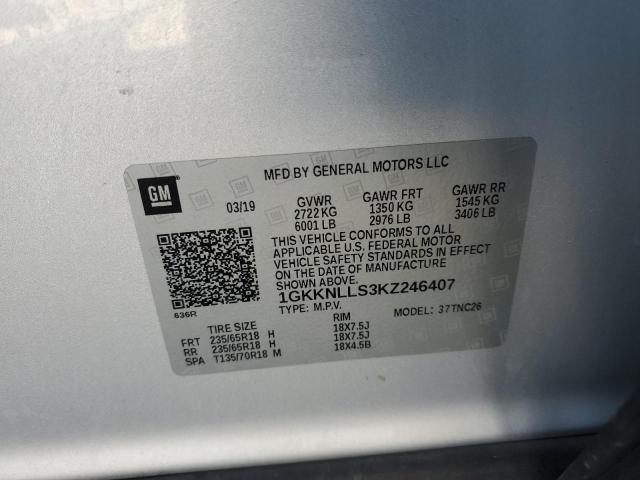 MFD BY GENERAL MOTORS LLC
GM
03/19 GVWR GAWR FRT GAWR RR
2722 KG 1350 KG 1545 KG
6001 LB 2976 LB 3406 LB
THIS VEHICLE CONFORMS TO ALL
APPLICABLE U.S. FEDERAL MOTOR
VEHICLE SAFETY STANDARDS IN EFFECT
ON THE DATE OF MANUFACTURE
SHOWN ABOVE.
1GKKNLLS3KZ246407
636R
TYPE: M.P.V. MODEL: 37TNC26
TIRE SIZE RIM
FRT 235/65R18 H 18X7.5J
RR 235/65R18 H 18X7.5J
SPA T135/70R18 M 18X4.5B